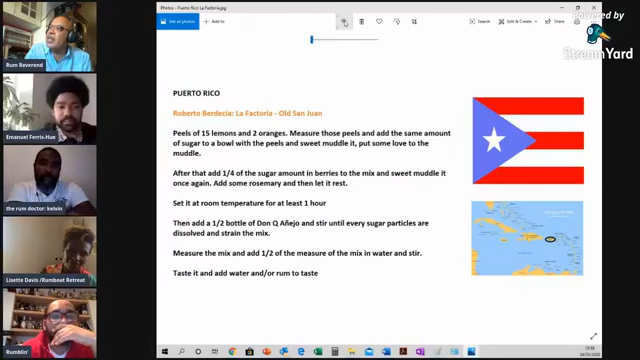 Photos - Puerto Rico La Factoria.jpg
See all photos
Add to
Search
Edit & Create
Share
Powered by
StreamYard
Rum Reverend
Emanuel Ferris-Hue
the rum doctor: kelvin
Lisette Davis /Rumboat Retreat
Rumblin'
PUERTO RICO
Roberto Berdecia: La Factoria - Old San Juan
Peels of 15 lemons and 2 oranges. Measure those peels and add the same amount
of sugar to a bowl with the peels and sweet muddle it, put some love to the
muddle.
After that add 1/4 of the sugar amount in berries to the mix and sweet muddle it
once again. Add some rosemary and then let it rest.
Set it at room temperature for at least 1 hour
Then add a 1/2 bottle of Don Q Añejo and stir until every sugar particles are
dissolved and strain the mix.
Measure the mix and add 1/2 of the measure of the mix in water and stir.
Taste it and add water and/or rum to taste